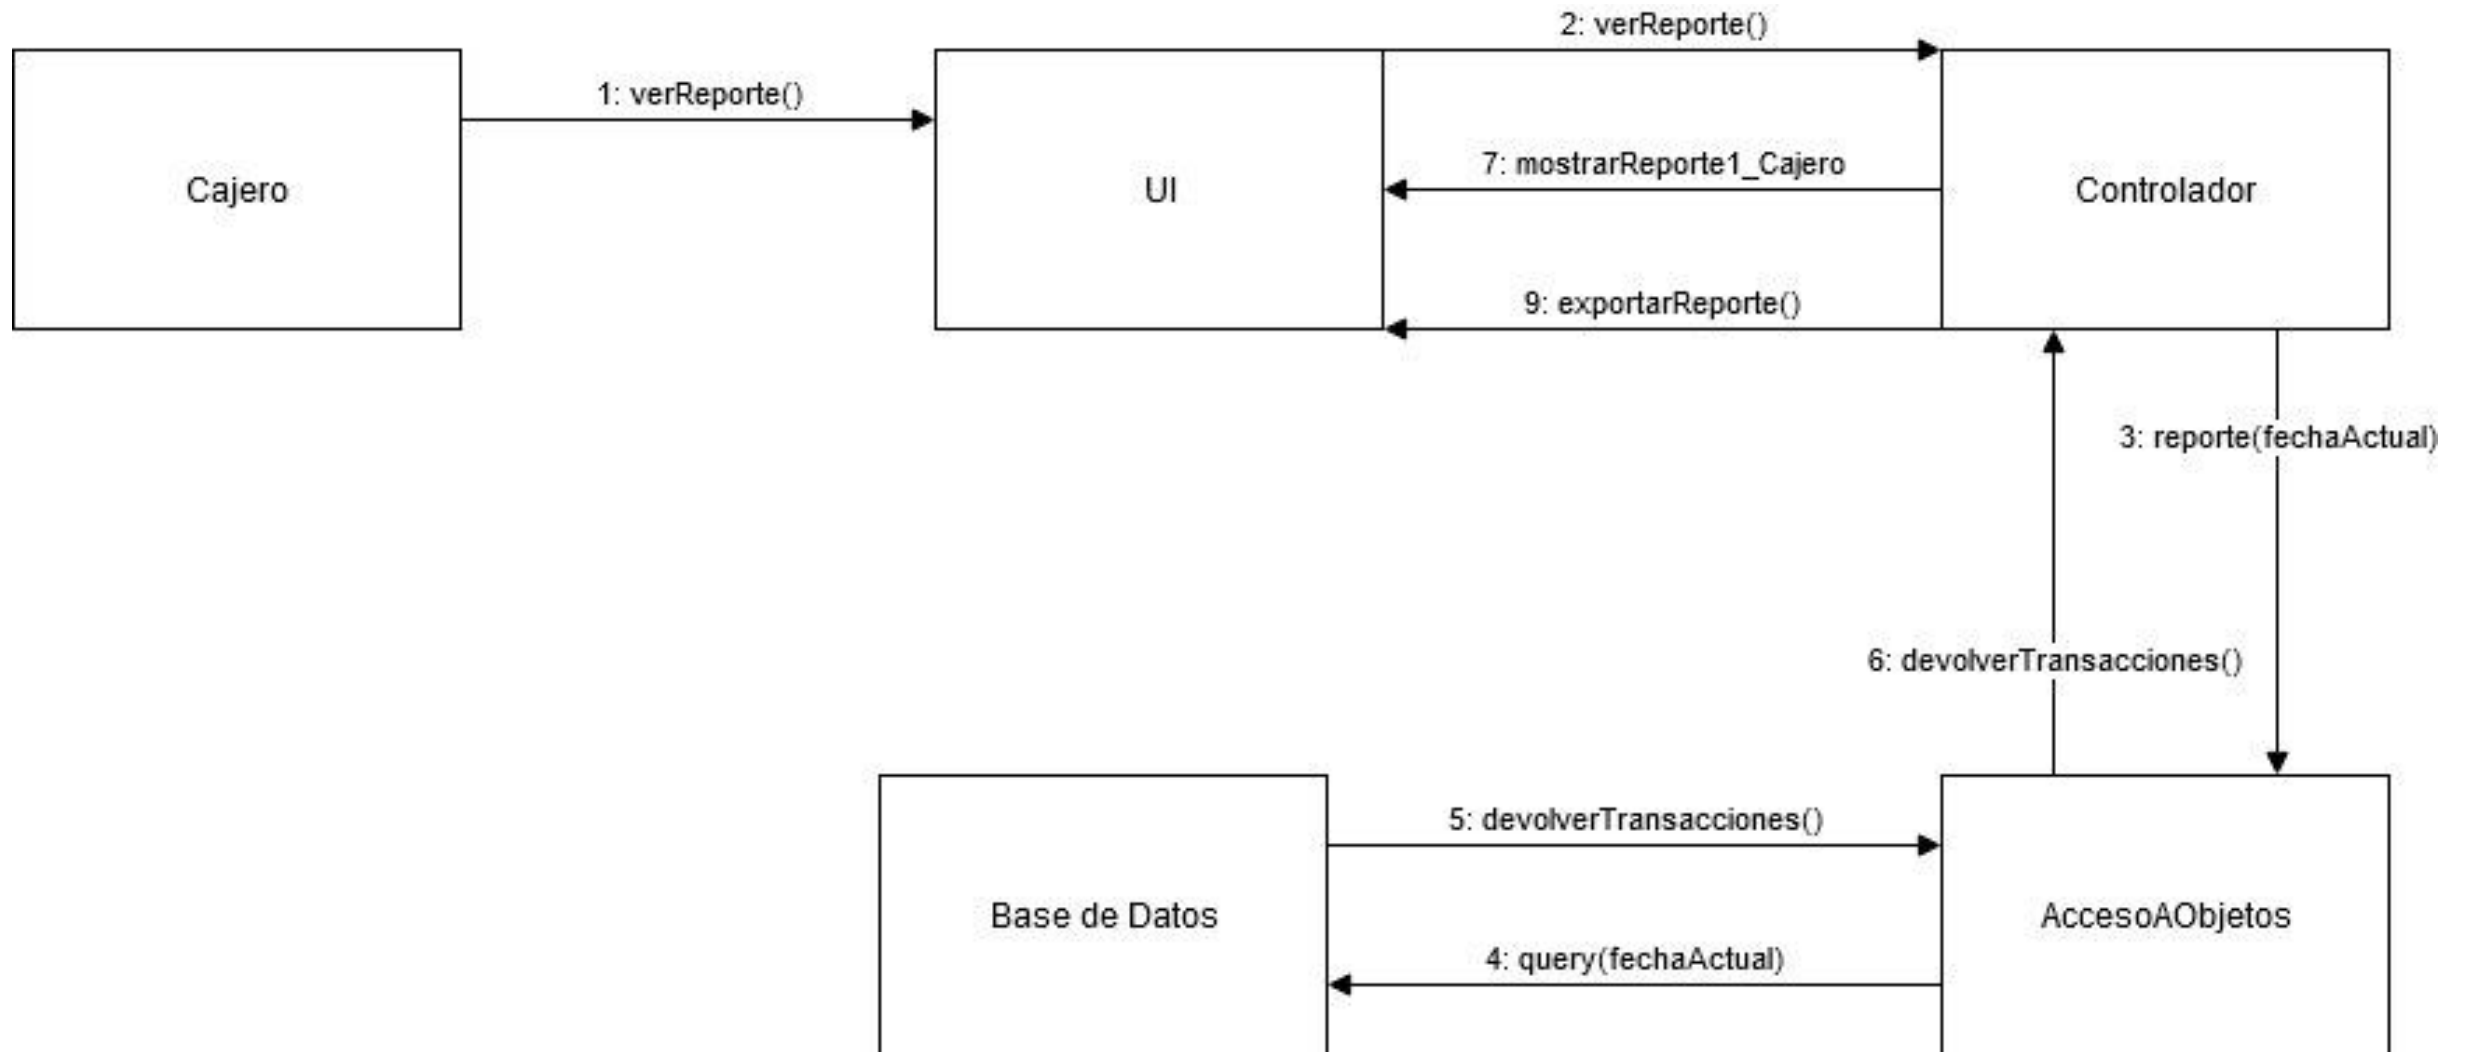 2: verReporte()
1: verReporte()
7: mostrarReporte1_Cajero
Cajero
UI
Controlador
9: exportarReporte()
3: reporte(fechaActual)
6: devolverTransacciones()
5: devolverTransacciones()
Base de Datos
AccesoAObjetos
4: query(fechaActual)